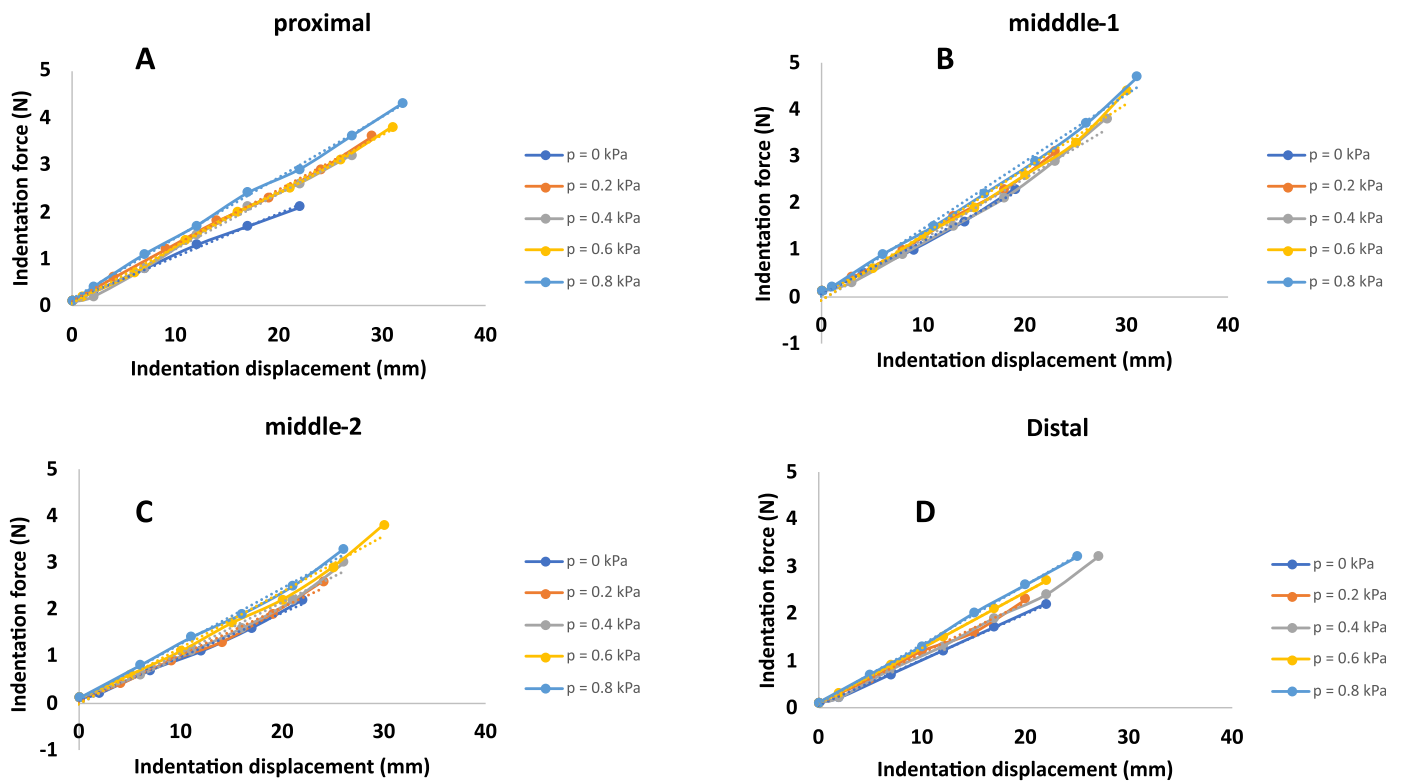 proximal
A
Indentation force (N)
5
4
3
2
1
0
0 10 20 30 40
Indentation displacement (mm)
p = 0 kPa
p = 0.2 kPa
p = 0.4 kPa
p = 0.6 kPa
p = 0.8 kPa
midddle-1
B
Indentation force (N)
5
4
3
2
1
0
-1
0 10 20 30 40
Indentation displacement (mm)
p = 0 kPa
p = 0.2 kPa
p = 0.4 kPa
p = 0.6 kPa
p = 0.8 kPa
middle-2
C
Indentation force (N)
5
4
3
2
1
0
-1
0 10 20 30 40
Indentation displacement (mm)
p = 0 kPa
p = 0.2 kPa
p = 0.4 kPa
p = 0.6 kPa
p = 0.8 kPa
Distal
D
Indentation force (N)
5
4
3
2
1
0
0 10 20 30 40
Indentation displacement (mm)
p = 0 kPa
p = 0.2 kPa
p = 0.4 kPa
p = 0.6 kPa
p = 0.8 kPa